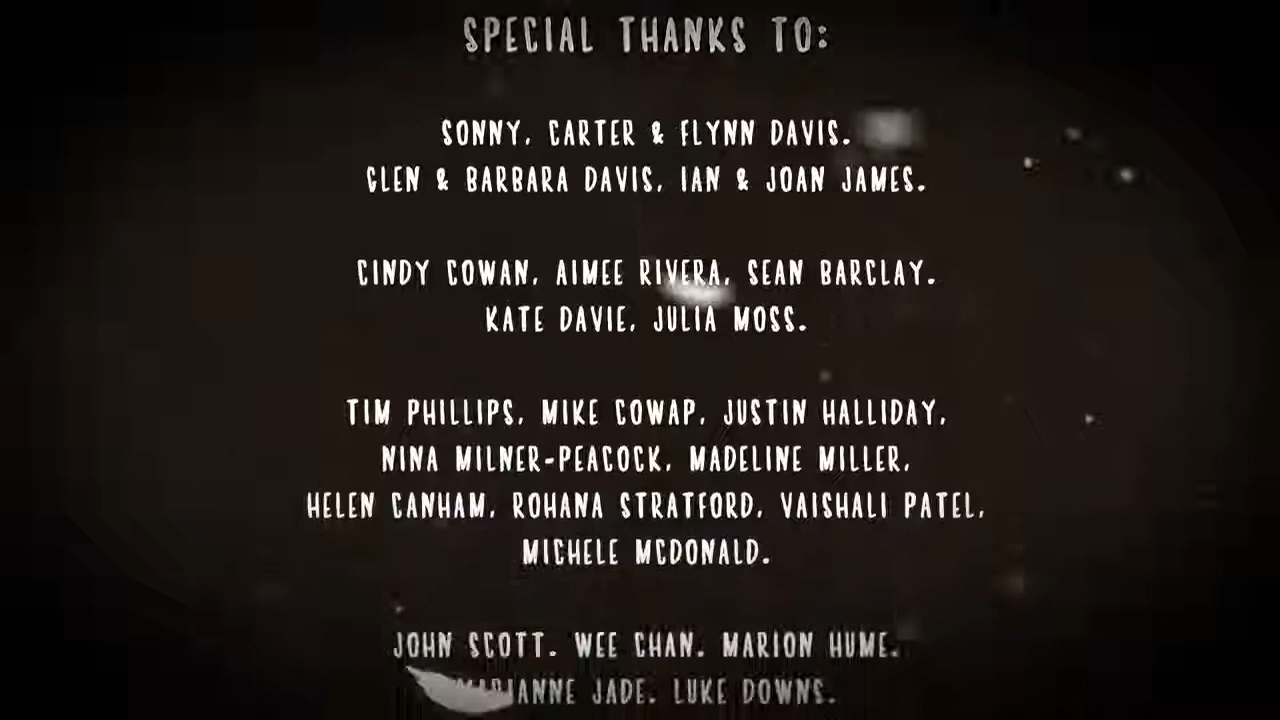 SPECIAL THANKS TO:
SONNY, CARTER & FLYNN DAVIS.
GLEN & BARBARA DAVIS, IAN & JOAN JAMES.
CINDY COWAN, AIMEE RIVERA, SEAN BARCLAY.
KATE DAVIE, JULIA MOSS.
TIM PHILLIPS, MIKE COWAP, JUSTIN HALLIDAY,
NINA MILNER-PEACOCK, MADELINE MILLER,
HELEN CANHAM, ROHANA STRATFORD, VAISHALI PATEL,
MICHELE MCDONALD.
JOHN SCOTT. WEE CHAN. MARION HUME.
JADE. LUKE DOWNS.